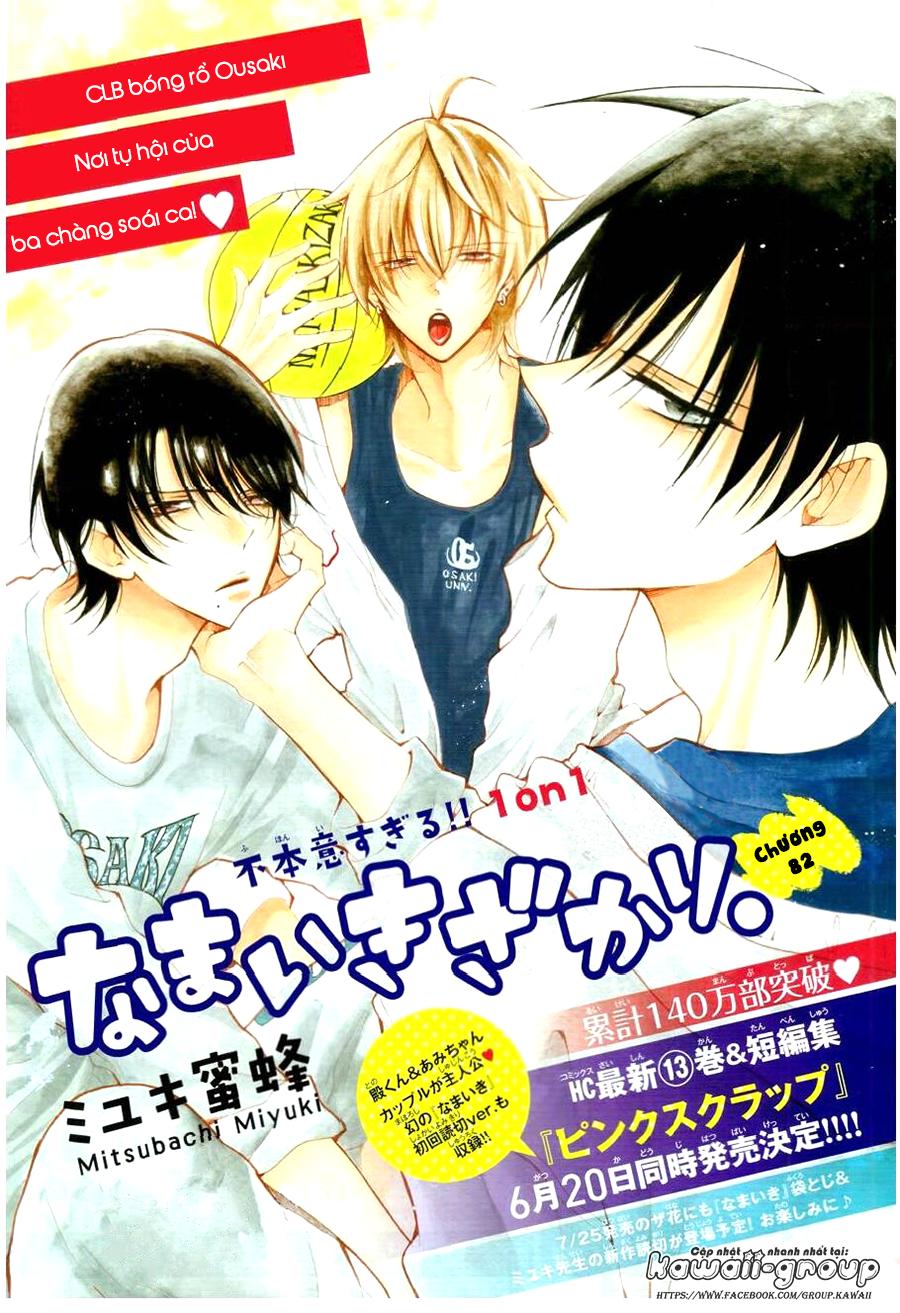 CLB bóng rổ Ousaki
Nơi tụ hội của
ba chàng soái ca!♥
OS
OSAKI
UNIV.
SAKI
不本意すぎる!! 1on1
なまいきざかり。
Chương
82
ミユキ蜜蜂
Mitsubachi Miyuki
殿くん&あみちゃん
カップルが主人公♥
幻の『なまいき』
初回読切ver.も
収録!!
累計140万部突破♥
HC最新⑬巻&短編集
『ピンクスクラップ』
6月20日同時発売決定!!!!
7/25発売のザ花にも『なまいき』袋とじ&
ミユキ先生の新作読切が登場予定! お楽しみに♪
Cập nhật nhanh nhất tại:
kawaii-group
HTTPS://WWW.FACEBOOK.COM/GROUP.KAWAII